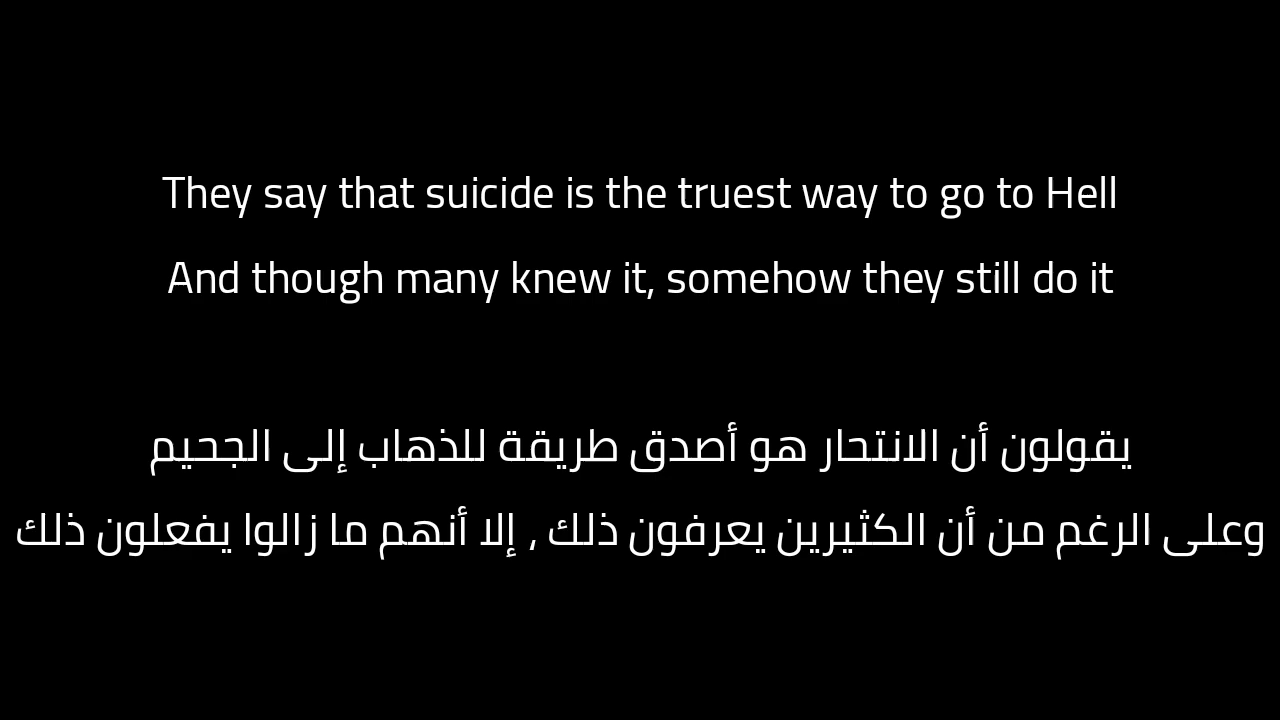 They say that suicide is the truest way to go to Hell
And though many knew it, somehow they still do it
يقولون أن الانتحار هو أصدق طريقة للذهاب إلى الجحيم
وعلى الرغم من أن الكثيرين يعرفون ذلك ، إلا أنهم ما زالوا يفعلون ذلك